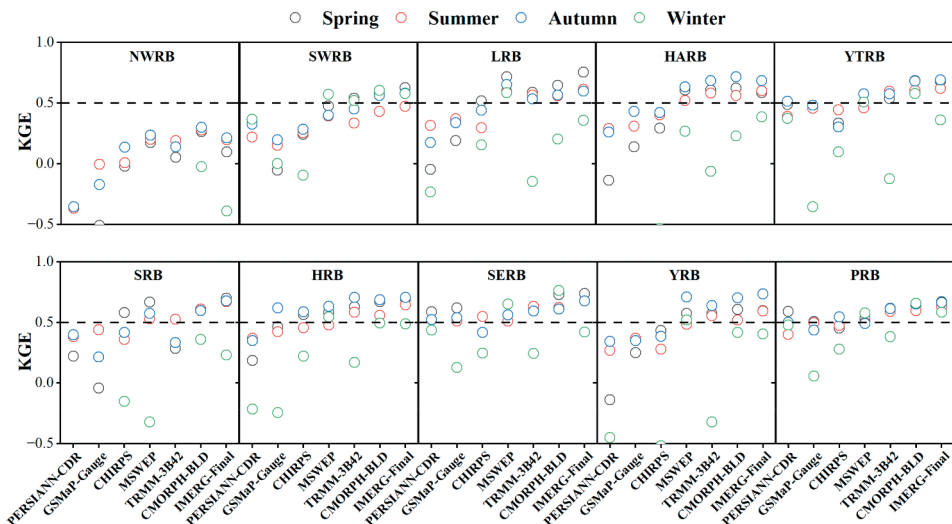 Spring Summer Autumn Winter
1.0 NWRB SWRB LRB HARB YTRB
0.5
KGE
0.0
-0.5
1.0 SRB HRB SERB YRB PRB
0.5
KGE
0.0
-0.5
PERSIANN-CDR GSMaP-Gauge CHIRPS MSWEP TRMM-3B42 CMORPH-BLD IMERG-Final PERSIANN-CDR GSMaP-Gauge CHIRPS MSWEP TRMM-3B42 CMORPH-BLD IMERG-Final PERSIANN-CDR GSMaP-Gauge CHIRPS MSWEP TRMM-3B42 CMORPH-BLD IMERG-Final PERSIANN-CDR GSMaP-Gauge CHIRPS MSWEP TRMM-3B42 CMORPH-BLD IMERG-Final PERSIANN-CDR GSMaP-Gauge CHIRPS MSWEP TRMM-3B42 CMORPH-BLD IMERG-Final